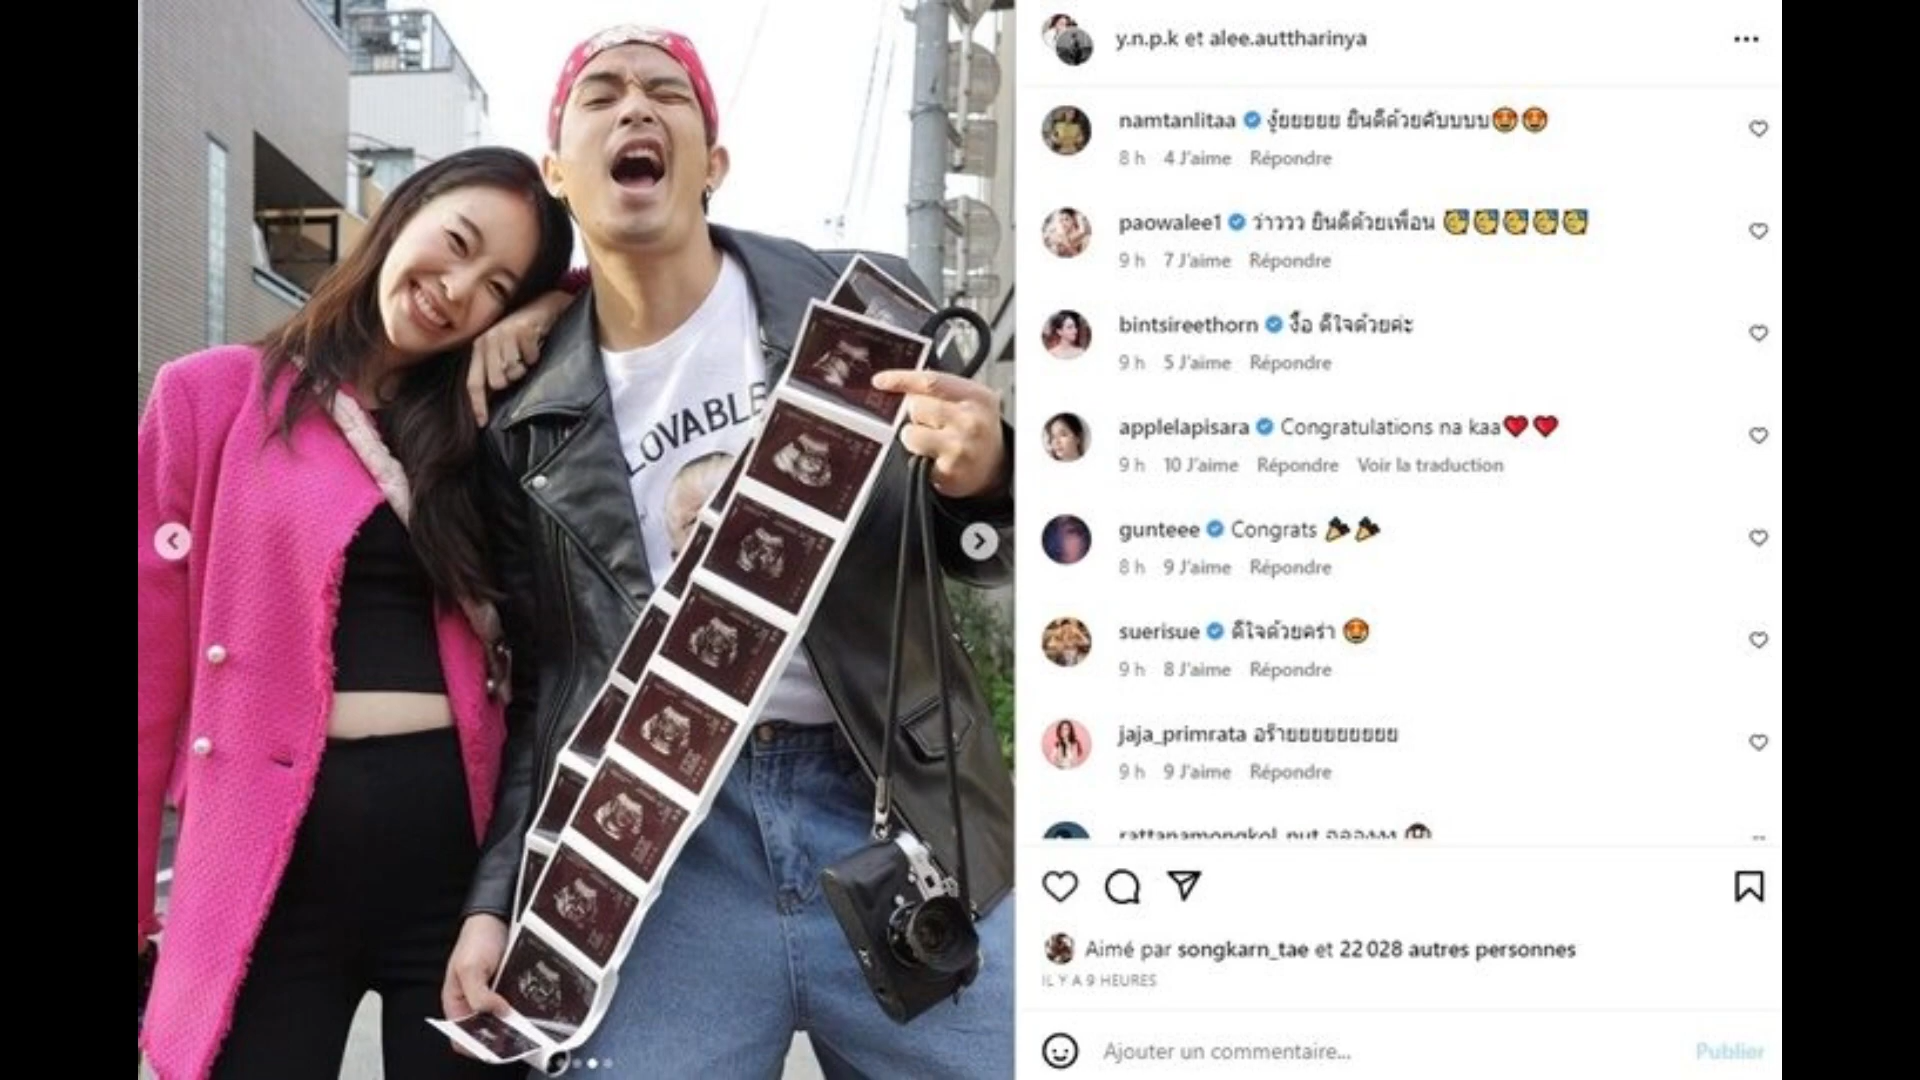 y.n.p.k et alee.auttharinya
namtanlitaa งุ้ยยยยย ยินดีด้วยคับบบบ😍😍
8 h 4 J'aime Répondre
paowalee1 ว่าววว ยินดีด้วยเพื่อน 🥳🥳🥳🥳🥳
9 h 7 J'aime Répondre
bintsireethorn งื้อ ดีใจด้วยค่ะ
9 h 5 J'aime Répondre
applelapisara Congratulations na kaa❤️❤️
9 h 10 J'aime Répondre Voir la traduction
gunteee Congrats 🎉🎉
8 h 9 J'aime Répondre
suerisue ดีใจด้วยคร่า 😍
9 h 8 J'aime Répondre
jaja_primrata อร๊ายยยยยยยยยย
9 h 9 J'aime Répondre
rattanamongkol_nut
Aimé par songkarn_tae et 22 028 autres personnes
IL Y A 9 HEURES
Ajouter un commentaire...
Publier
LOVABLE